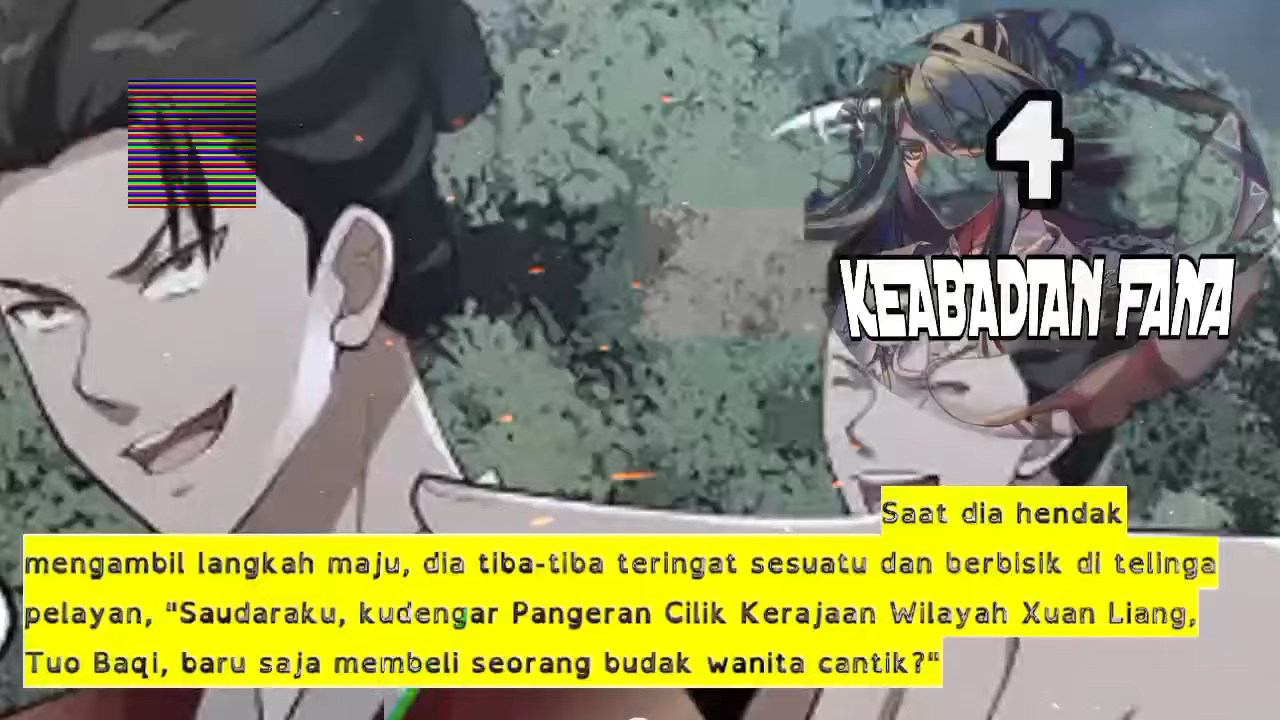 4
KEABADIAN FANA
Saat dia hendak
mengambil langkah maju, dia tiba-tiba teringat sesuatu dan berbisik di telinga
pelayan, "Saudaraku, kudengar Pangeran Cilik Kerajaan Wilayah Xuan Liang,
Tuo Baqi, baru saja membeli seorang budak wanita cantik?"